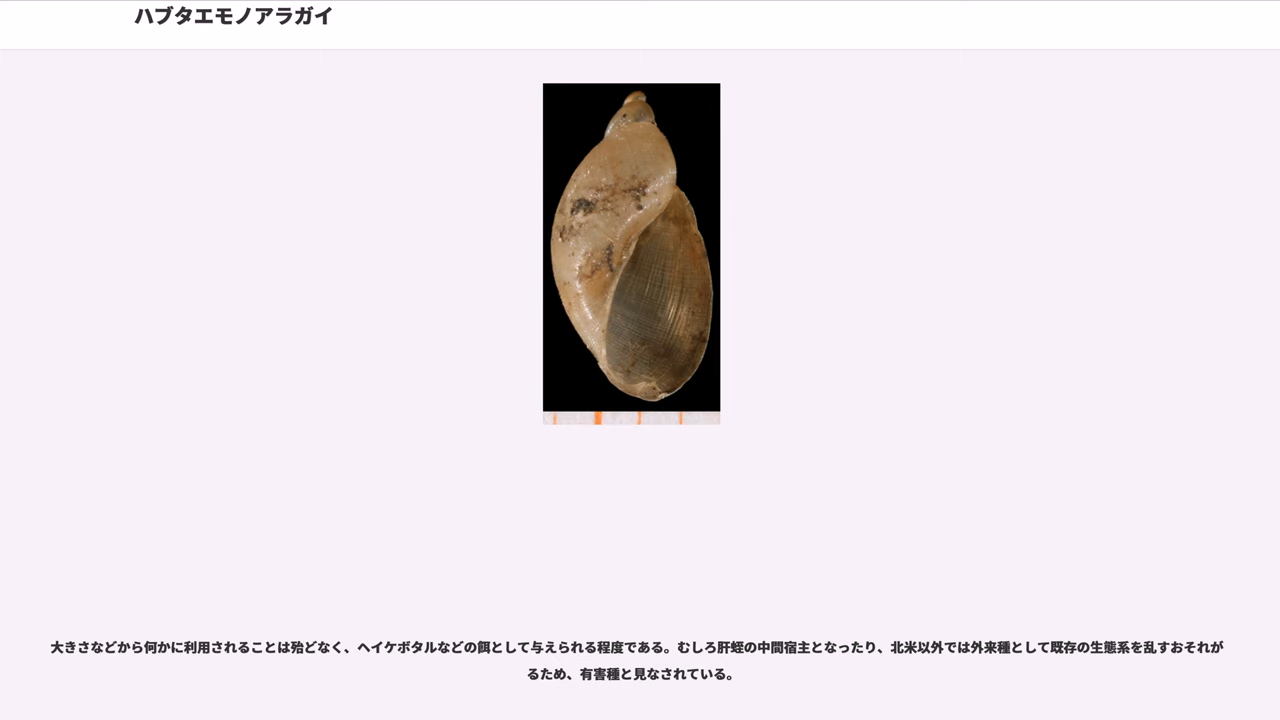 ハブタエモノアラガイ
大きさなどから何かに利用されることは殆どなく、ヘイケボタルなどの餌として与えられる程度である。むしろ肝蛭の中間宿主となったり、北米以外では外来種として既存の生態系を乱すおそれが
るため、有害種と見なされている。